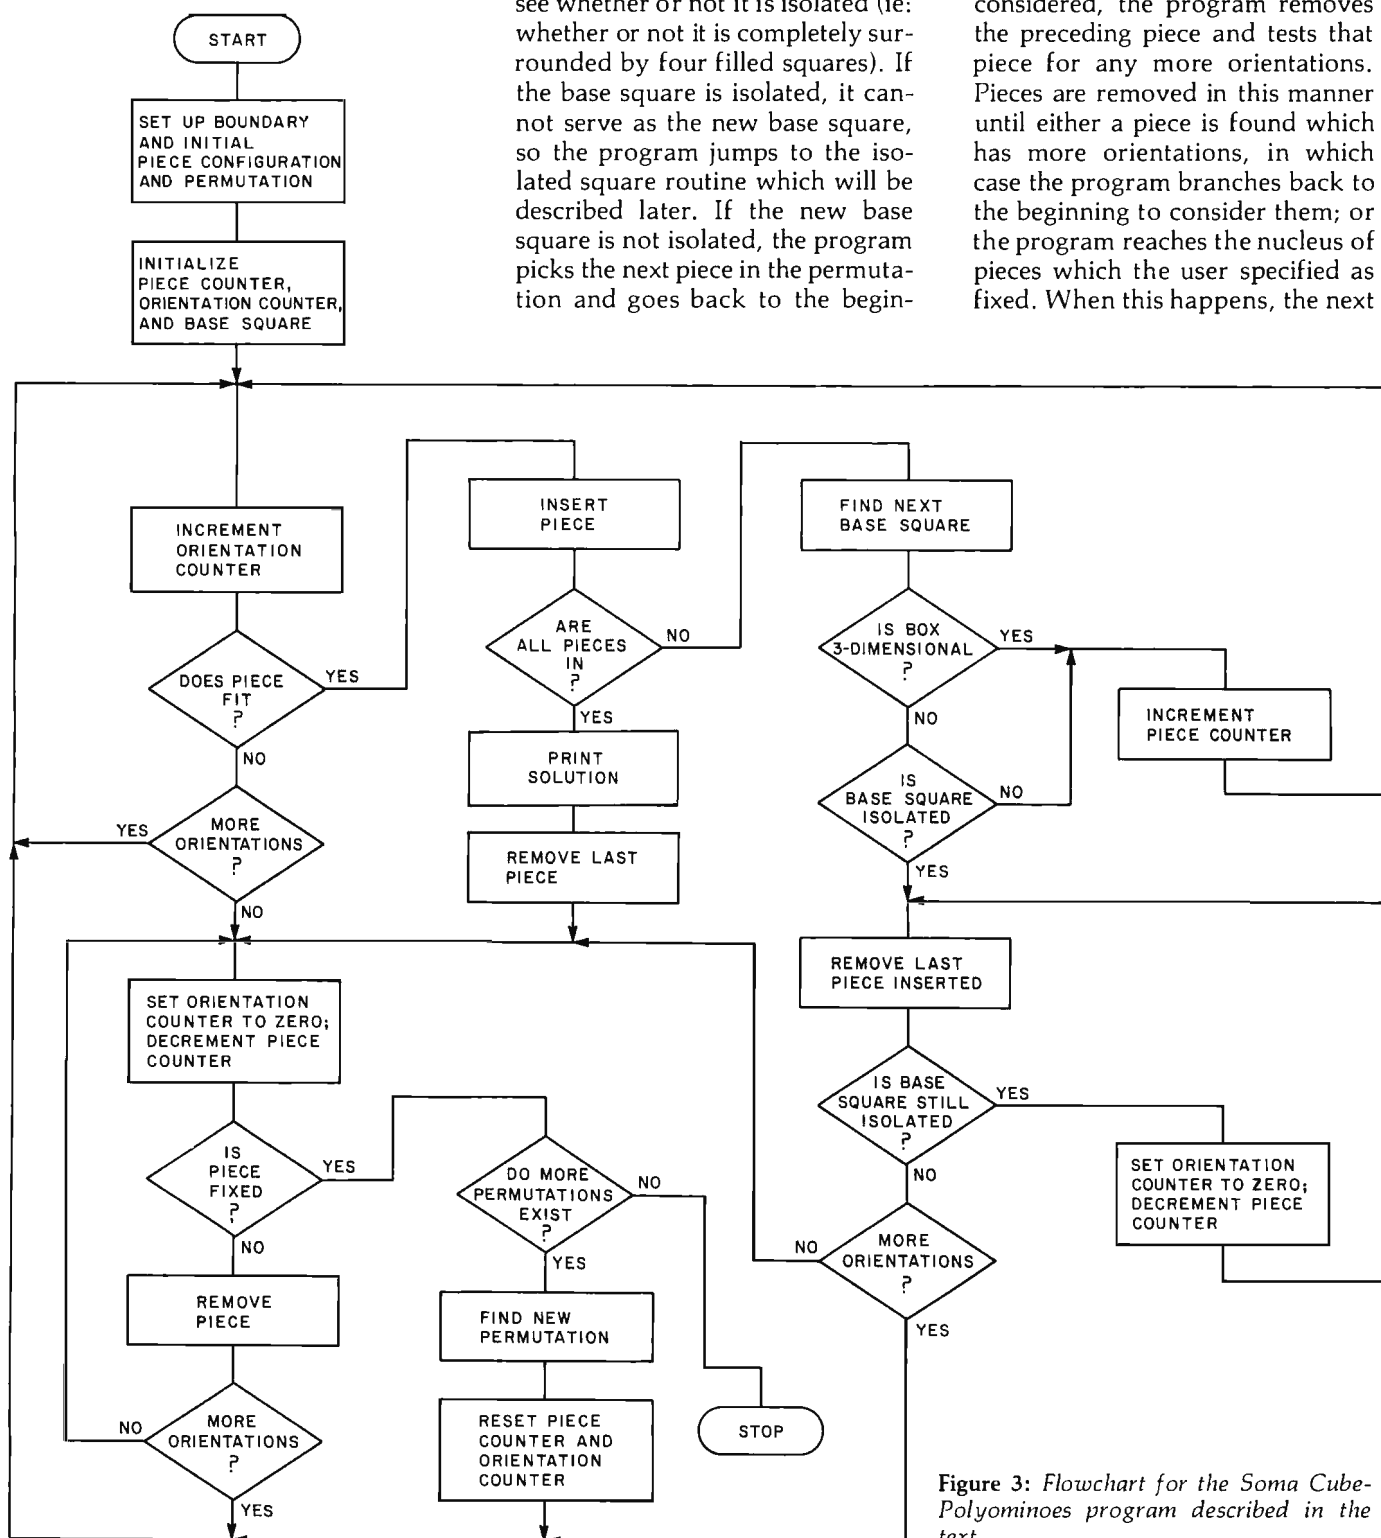 see whether or not it is isolated (ie:
whether or not it is completely sur-
rounded by four filled squares). If
the base square is isolated, it can-
not serve as the new base square,
so the program jumps to the iso-
lated square routine which will be
described later. If the new base
square is not isolated, the program
picks the next piece in the permuta-
tion and goes back to the begin-
considered, the program removes
the preceding piece and tests that
piece for any more orientations.
Pieces are removed in this manner
until either a piece is found which
has more orientations, in which
case the program branches back to
the beginning to consider them; or
the program reaches the nucleus of
pieces which the user specified as
fixed. When this happens, the next
START
SET UP BOUNDARY
AND INITIAL
PIECE CONFIGURATION
AND PERMUTATION
INITIALIZE
PIECE COUNTER,
ORIENTATION COUNTER,
AND BASE SQUARE
INCREMENT
ORIENTATION
COUNTER
DOES PIECE
FIT
?
YES
NO
MORE
ORIENTATIONS
?
YES
NO
INSERT
PIECE
ARE
ALL PIECES
IN
?
NO
YES
PRINT
SOLUTION
REMOVE LAST
PIECE
FIND NEXT
BASE SQUARE
IS BOX
3-DIMENSIONAL
?
YES
NO
INCREMENT
PIECE COUNTER
IS
BASE SQUARE
ISOLATED
?
NO
YES
REMOVE LAST
PIECE INSERTED
IS BASE
SQUARE STILL
ISOLATED
?
YES
NO
SET ORIENTATION
COUNTER TO ZERO;
DECREMENT PIECE
COUNTER
MORE
ORIENTATIONS
?
NO
YES
SET ORIENTATION
COUNTER TO ZERO;
DECREMENT PIECE
COUNTER
IS
PIECE
FIXED
?
YES
NO
REMOVE
PIECE
MORE
ORIENTATIONS
?
NO
YES
DO MORE
PERMUTATIONS
EXIST
?
NO
YES
FIND NEW
PERMUTATION
RESET PIECE
COUNTER AND
ORIENTATION
COUNTER
STOP
Figure 3: Flowchart for the Soma Cube-
Polyominoes program described in the
text